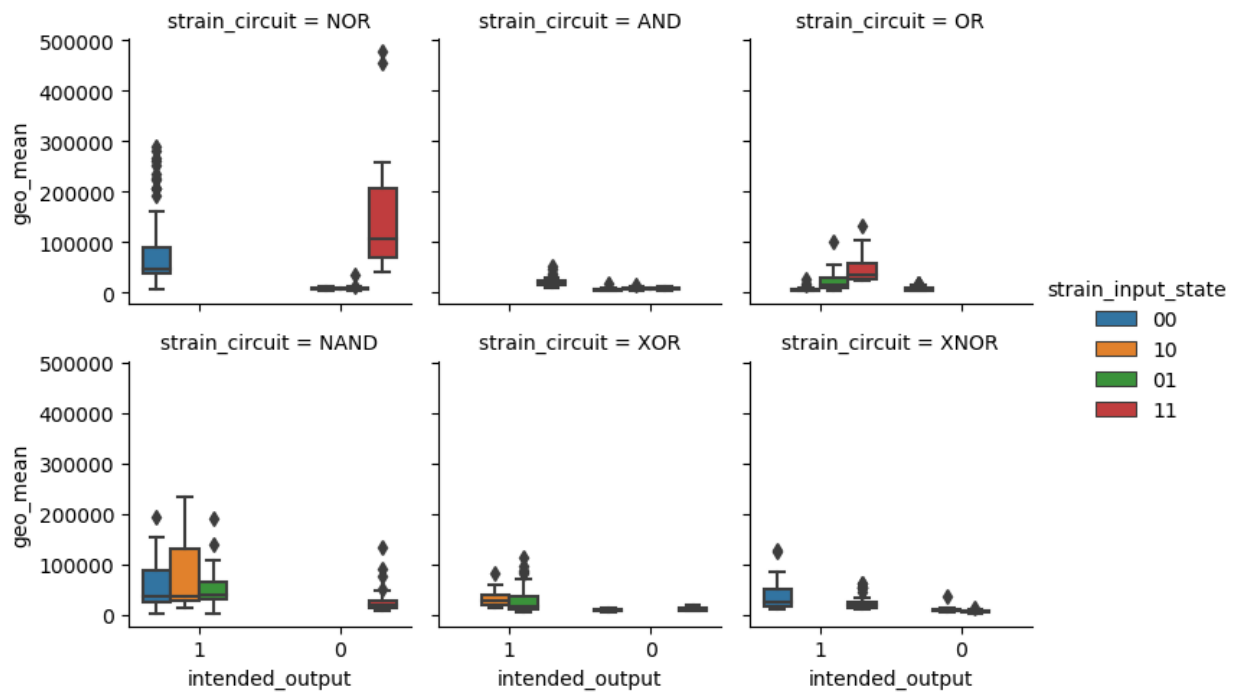 strain_circuit = NOR
strain_circuit = AND
strain_circuit = OR
500000
400000
300000
200000
100000
0
geo_mean
strain_circuit = NAND
strain_circuit = XOR
strain_circuit = XNOR
500000
400000
300000
200000
100000
0
geo_mean
1 0
intended_output
1 0
intended_output
1 0
intended_output
strain_input_state
00
10
01
11